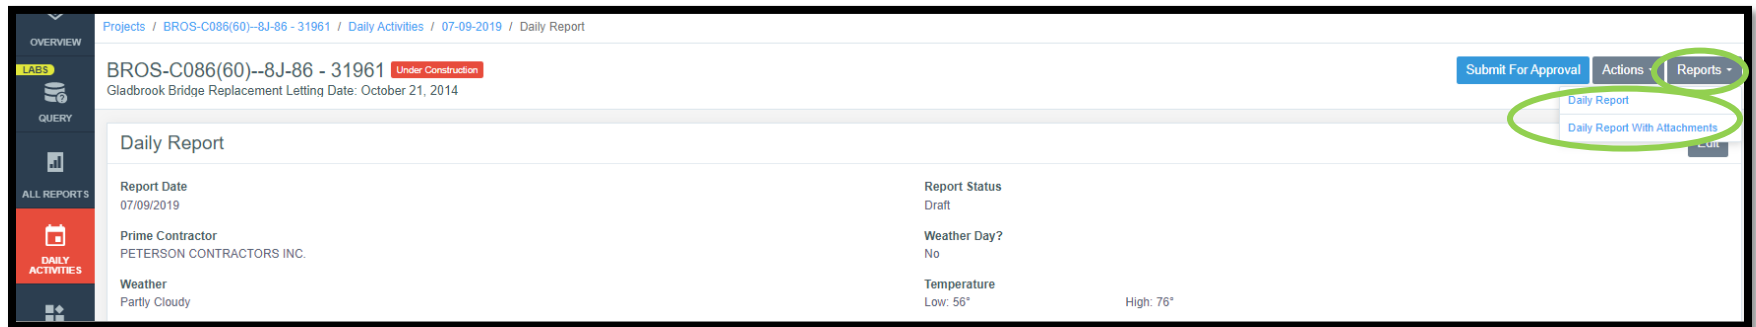 OVERVIEW
LABS
QUERY
ALL REPORTS
DAILY
ACTIVITIES
Projects / BROS-C086(60)--8J-86 - 31961 / Daily Activities / 07-09-2019 / Daily Report
BROS-C086(60)--8J-86 - 31961 Under Construction
Gladbrook Bridge Replacement Letting Date: October 21, 2014
Submit For Approval Actions Reports
Daily Report
Daily Report With Attachments
Edit
Daily Report
Report Date
07/09/2019
Report Status
Draft
Prime Contractor
PETERSON CONTRACTORS INC.
Weather Day?
No
Weather
Partly Cloudy
Temperature
Low: 56° High: 76°